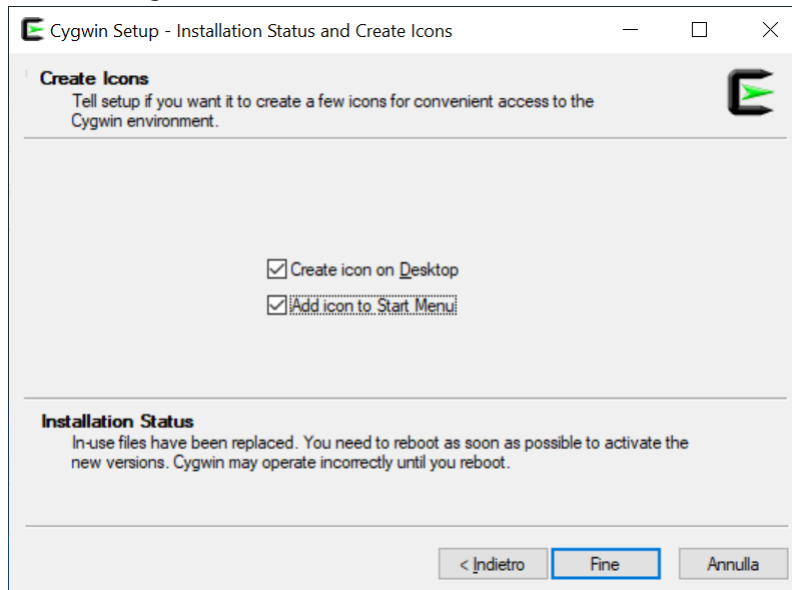 Cygwin Setup - Installation Status and Create Icons
Create Icons
Tell setup if you want it to create a few icons for convenient access to the
Cygwin environment.
Create icon on Desktop
Add icon to Start Menu
Installation Status
In-use files have been replaced. You need to reboot as soon as possible to activate the
new versions. Cygwin may operate incorrectly until you reboot.
< Indietro
Fine
Annulla